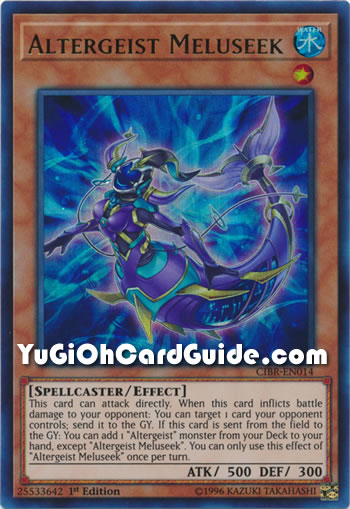 ALTERGEIST MELUSEEK
WATER
水
YuGiOhCardGuide.com
CIBR-EN014
[SPELLCASTER/EFFECT]
This card can attack directly. When this card inflicts battle
damage to your opponent: You can target 1 card your opponent
controls; send it to the GY. If this card is sent from the field to
the GY: You can add 1 "Altergeist" monster from your Deck to your
hand, except "Altergeist Meluseek". You can only use this effect of
"Altergeist Meluseek" once per turn.
ATK/ 500 DEF/ 300
25533642 1st Edition ©1996 KAZUKI TAKAHASHI